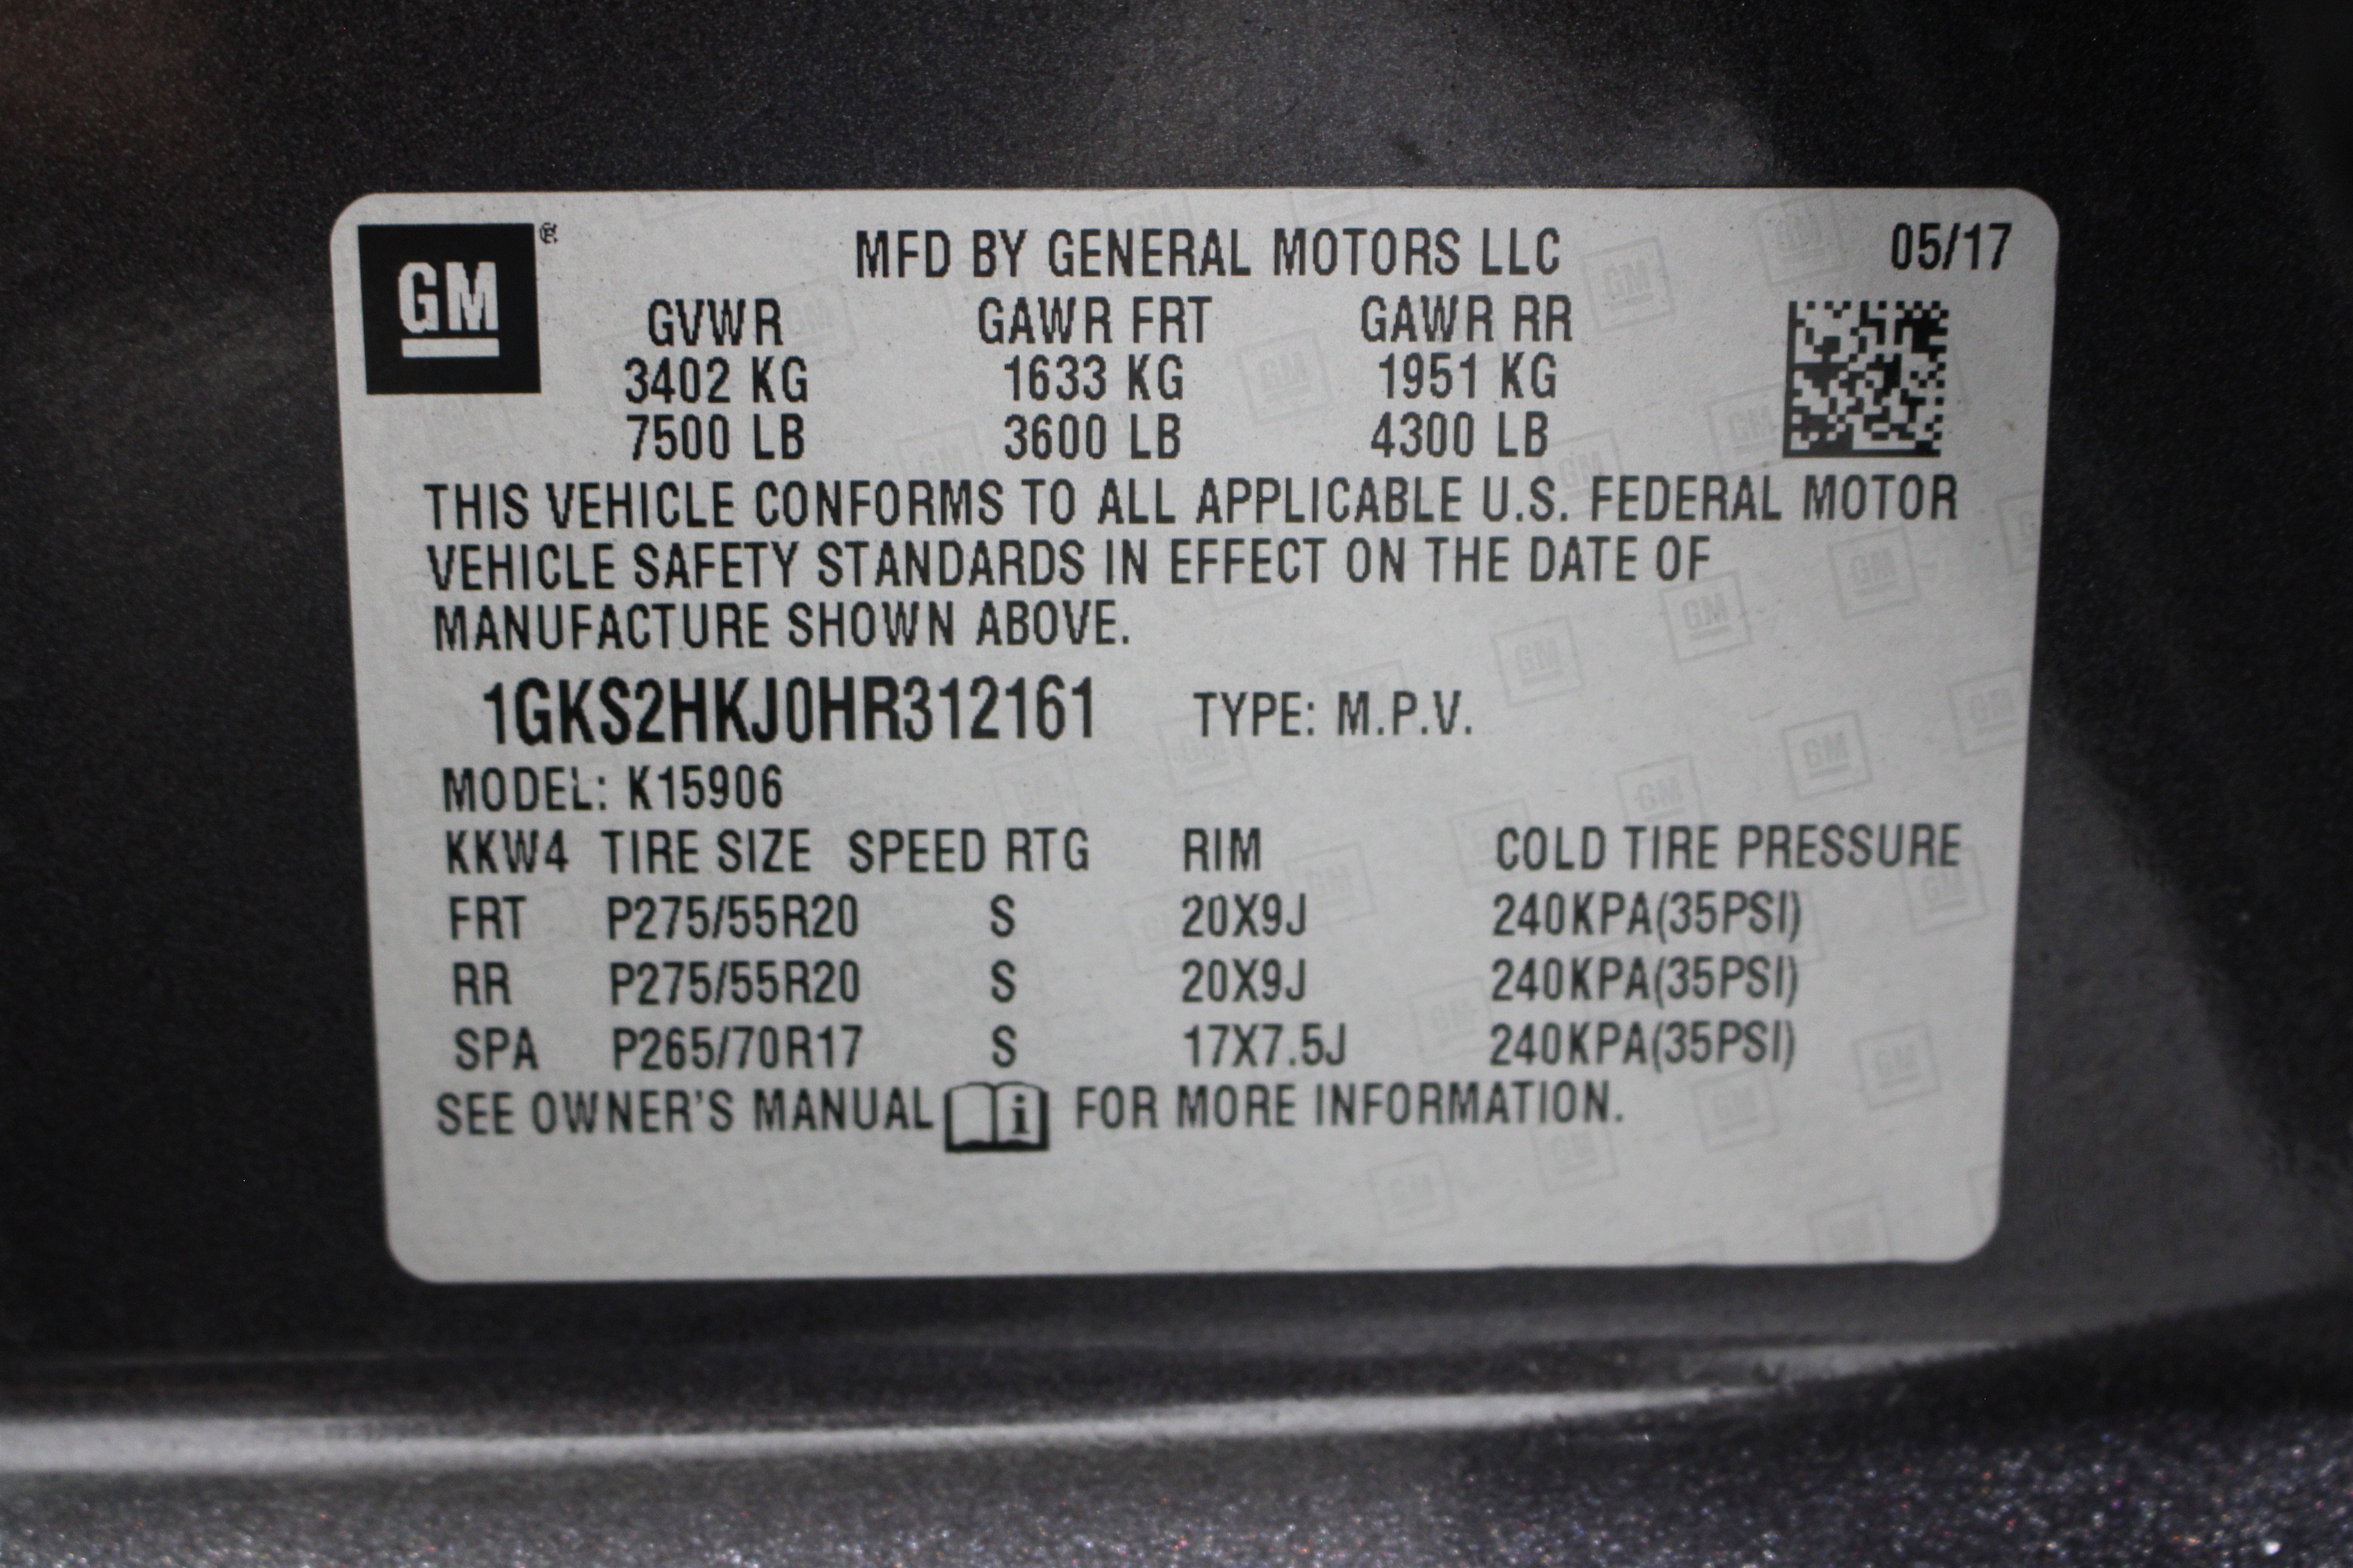 GM
MFD BY GENERAL MOTORS LLC 05/17
GVWR GAWR FRT GAWR RR
3402 KG 1633 KG 1951 KG
7500 LB 3600 LB 4300 LB
THIS VEHICLE CONFORMS TO ALL APPLICABLE U.S. FEDERAL MOTOR
VEHICLE SAFETY STANDARDS IN EFFECT ON THE DATE OF
MANUFACTURE SHOWN ABOVE.
1GKS2HKJ0HR312161 TYPE: M.P.V.
MODEL: K15906
KKW4 TIRE SIZE SPEED RTG RIM COLD TIRE PRESSURE
FRT P275/55R20 S 20X9J 240KPA(35PSI)
RR P275/55R20 S 20X9J 240KPA(35PSI)
SPA P265/70R17 S 17X7.5J 240KPA(35PSI)
SEE OWNER'S MANUAL i FOR MORE INFORMATION.